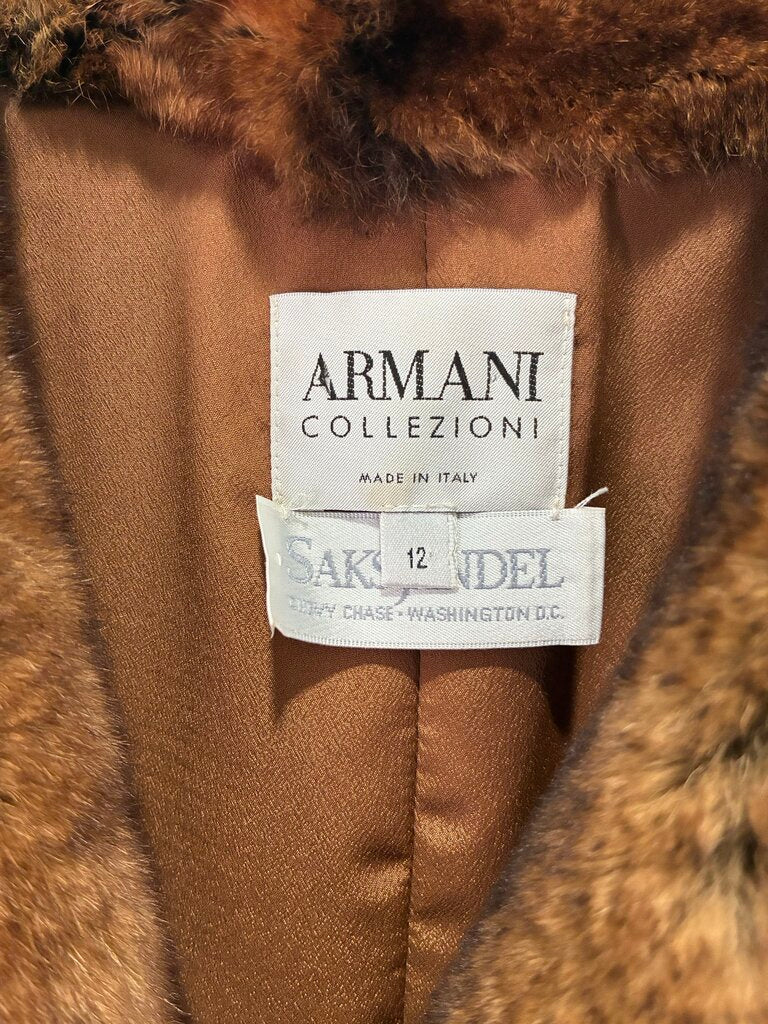 ARMANI
COLLEZIONI
MADE IN ITALY
12
CHASE · WASHINGTON D.C.